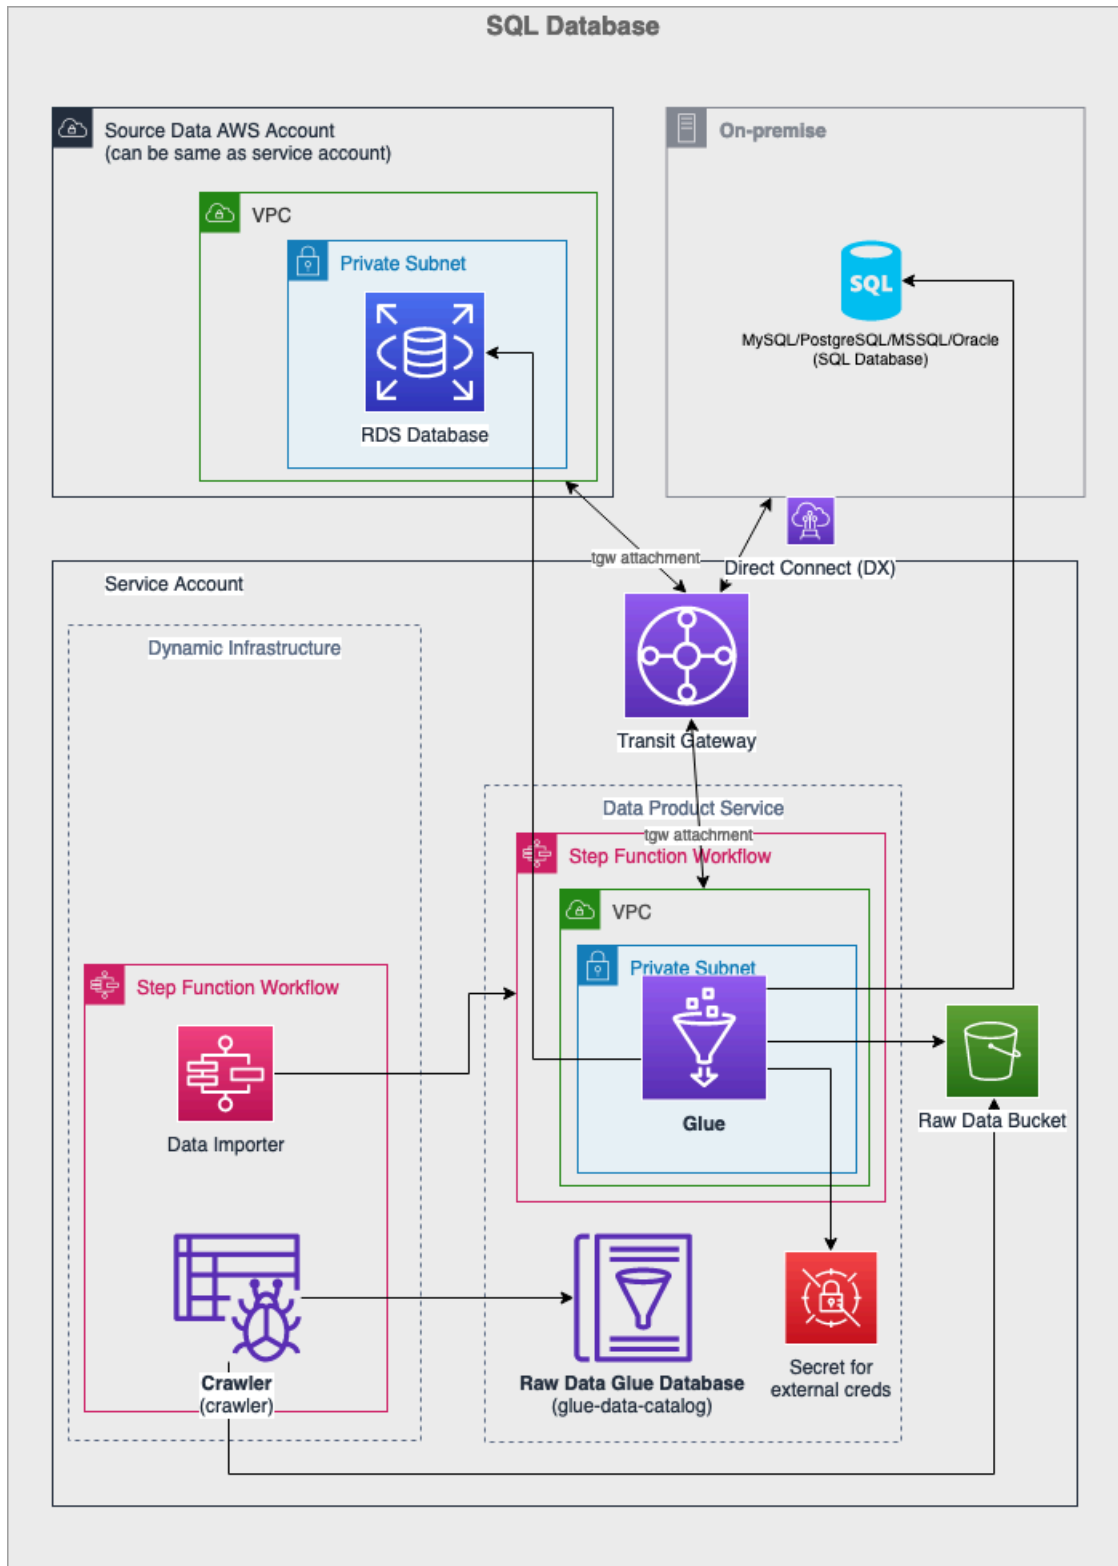 SQL Database
Source Data AWS Account
(can be same as service account)
VPC
Private Subnet
RDS Database
On-premise
SQL
MySQL/PostgreSQL/MSSQL/Oracle
(SQL Database)
tgw attachment
Direct Connect (DX)
Service Account
Dynamic Infrastructure
Transit Gateway
Data Product Service
tgw attachment
Step Function Workflow
VPC
Private Subnet
Glue
Step Function Workflow
Data Importer
Raw Data Bucket
Crawler
(crawler)
Raw Data Glue Database
(glue-data-catalog)
Secret for
external creds